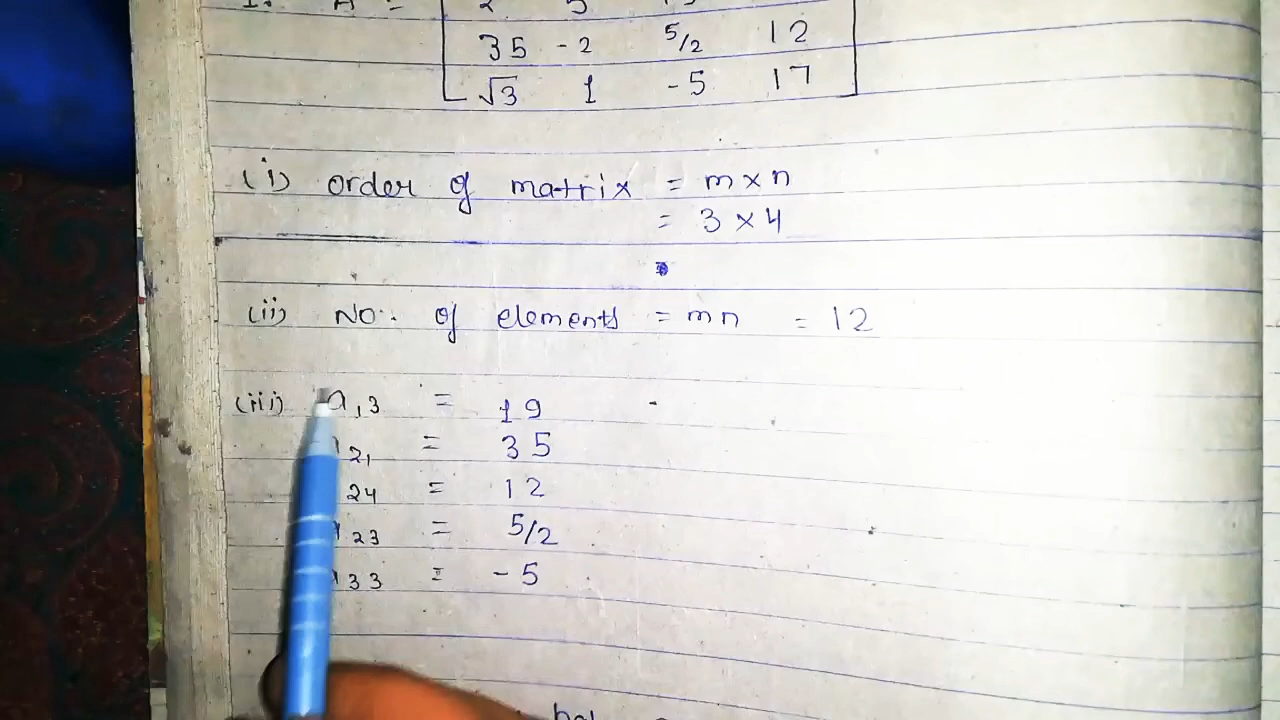 35 -2 5/2 12
√3 1 -5 17
(i) order of matrix = m×n
= 3×4
(ii) No. of elements = mn = 12
(iii) a13 = 19
21 = 35
24 = 12
23 = 5/2
33 = -5